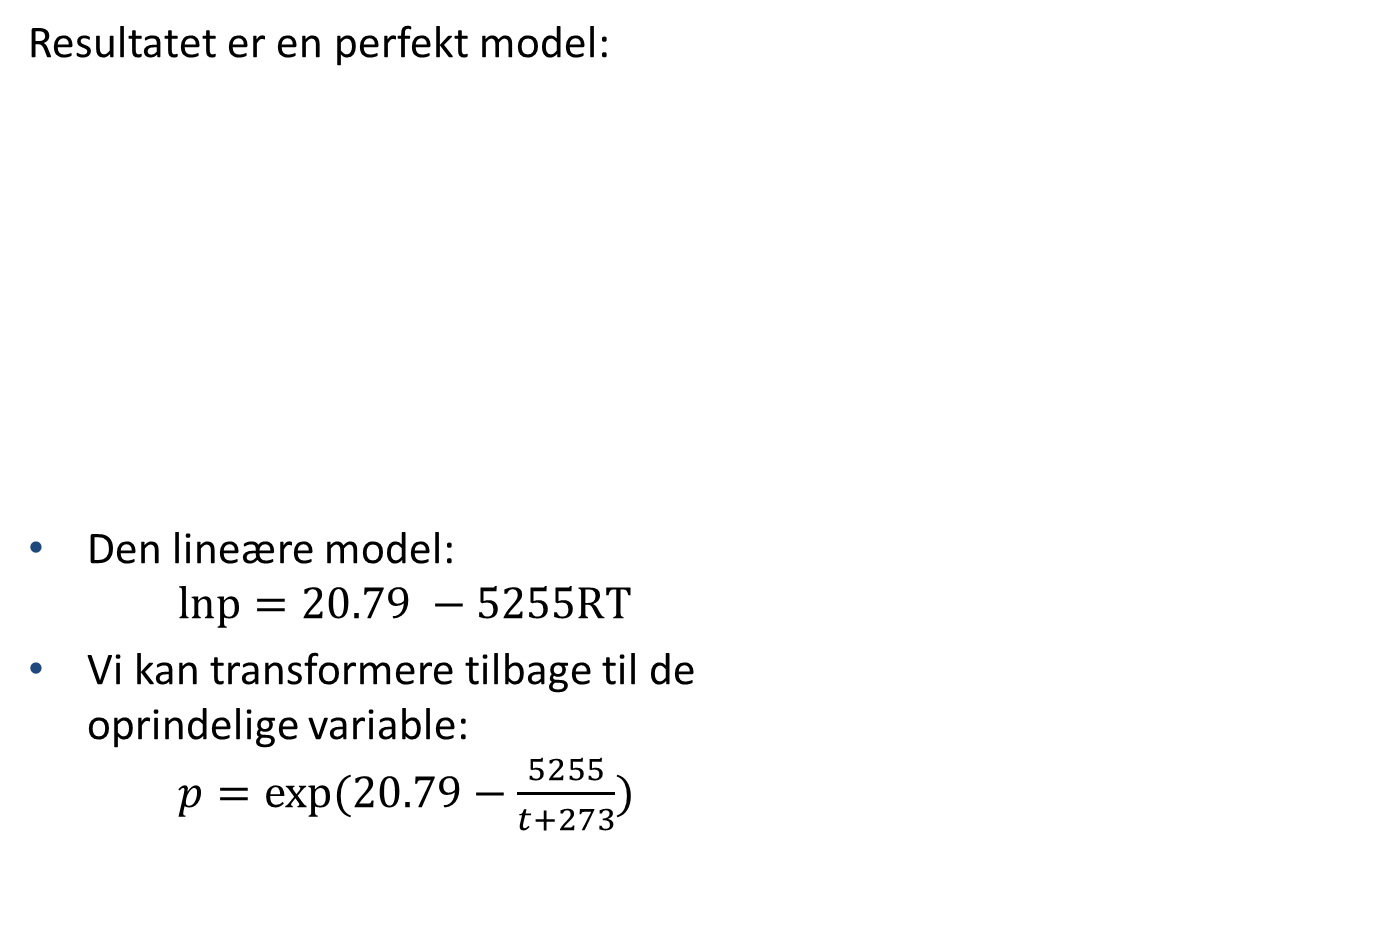 Resultatet er en perfekt model:
• Den lineære model:
lnp = 20.79 − 5255RT
• Vi kan transformere tilbage til de
oprindelige variable:
p = exp(20.79 − \frac{5255}{t+273})